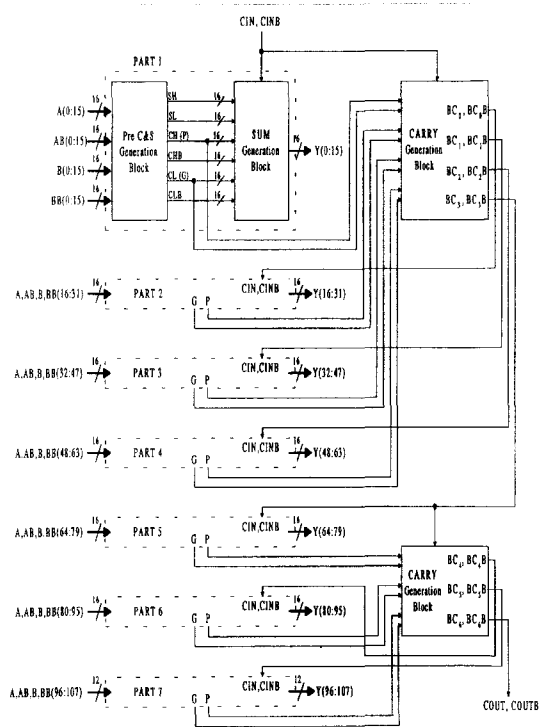 CIN, CINB
PART 1
16
A(0:15)
16
AB(0:15)
16
B(0:15)
16
BB(0:15)
Pre C&S
Generation
Block
SH
16
SL
16
CH (P)
16
CHB
16
CL (G)
16
CLB
16
SUM
Generation
Block
16
Y(0:15)
CARRY
Generation
Block
BC1, BC1B
BC2, BC2B
BC3, BC3B
16
A,AB,B,BB(16:31)
PART 2
CIN,CINB
16
Y(16:31)
G P
16
A,AB,B,BB(32:47)
PART 3
CIN,CINB
16
Y(32:47)
G P
16
A,AB,B,BB(48:63)
PART 4
CIN,CINB
16
Y(48:63)
G P
16
A,AB,B,BB(64:79)
PART 5
CIN,CINB
16
Y(64:79)
G P
CARRY
Generation
Block
BC4, BC4B
BC5, BC5B
BC6, BC6B
16
A,AB,B,BB(80:95)
PART 6
CIN,CINB
16
Y(80:95)
G P
12
A,AB,B,BB(96:107)
PART 7
CIN,CINB
12
Y(96:107)
G P
COUT, COUTB